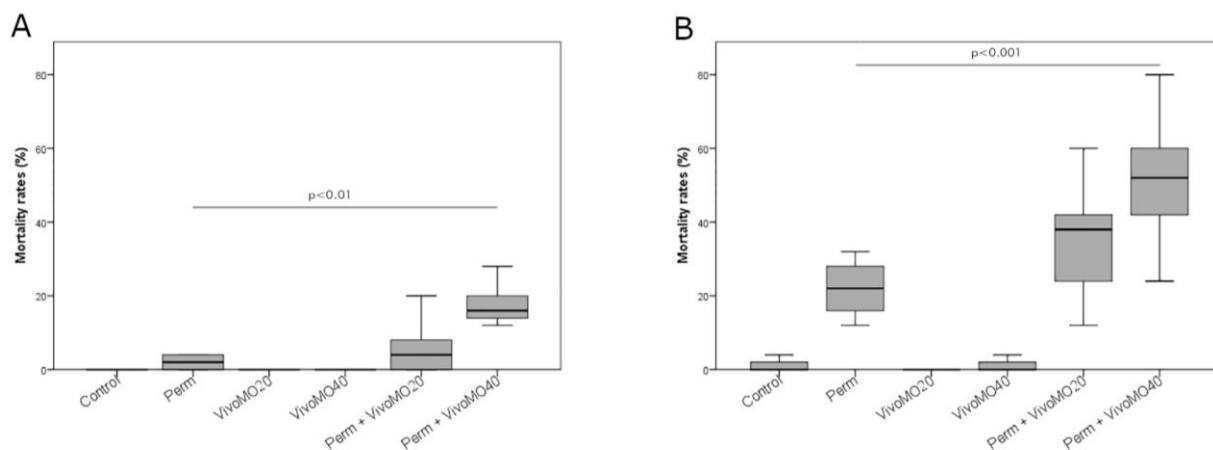 A
Mortality rates (%)
80
60
40
20
0
p<0.01
Control
Perm
VivoMO20
VivoMO40
Perm + VivoMO20
Perm + VivoMO40
B
Mortality rates (%)
80
60
40
20
0
p<0.001
Control
Perm
VivoMO20
VivoMO40
Perm + VivoMO20
Perm + VivoMO40